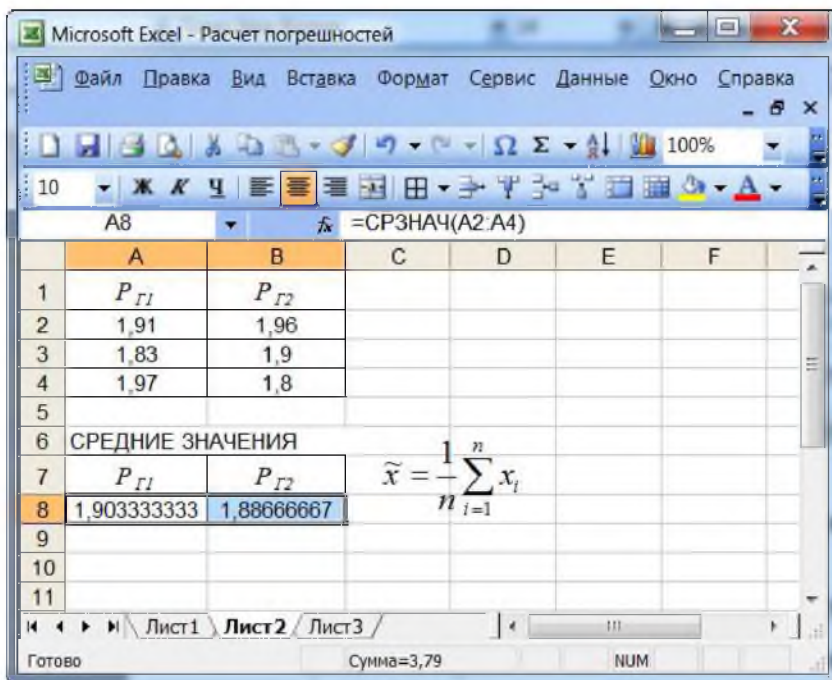 Microsoft Excel - Расчет погрешностей
Файл Правка Вид Вставка Формат Сервис Данные Окно Справка
100%
10 Ж К Ч
A8 fx =СРЗНАЧ(A2:A4)
A B C D E F
1 P Г1 P Г2
2 1,91 1,96
3 1,83 1,9
4 1,97 1,8
5
6 СРЕДНИЕ ЗНАЧЕНИЯ
7 P Г1 P Г2 x̃ = 1/n ∑ i=1 n x i
8 1,903333333 1,88666667
9
10
11
Лист1 Лист2 Лист3
Готово Сумма=3,79 NUM